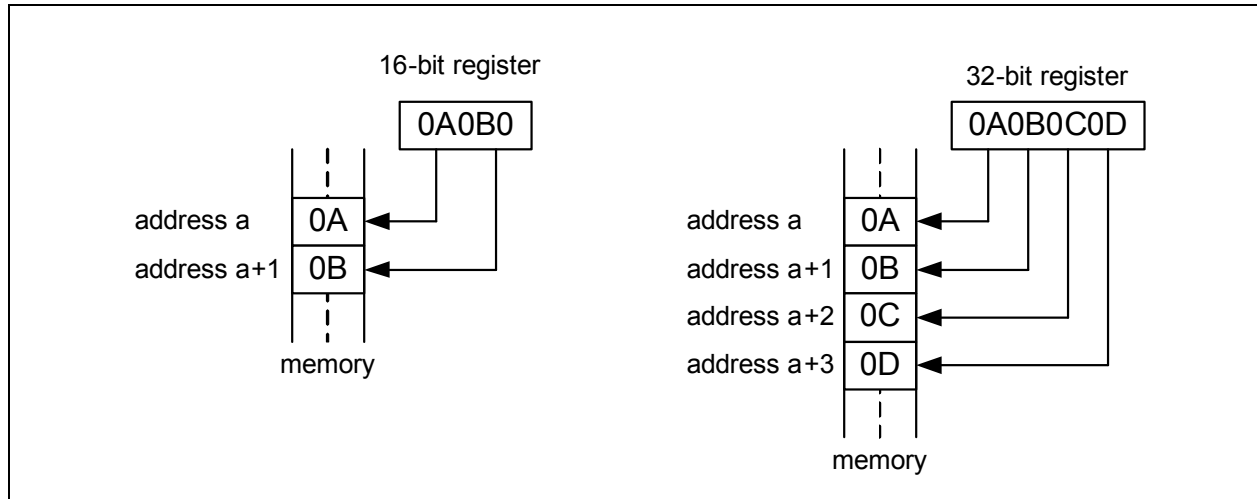 16-bit register
0A0B0
address a
0A
address a+1
0B
memory
32-bit register
0A0B0C0D
address a
0A
address a+1
0B
address a+2
0C
address a+3
0D
memory